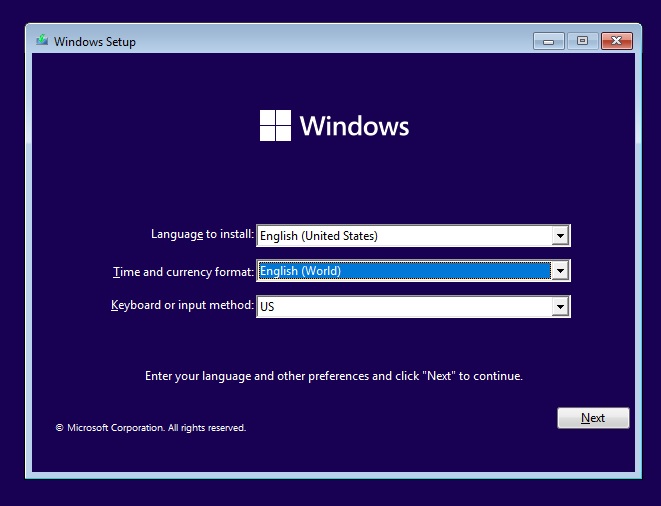 Windows Setup
Windows
Language to install: English (United States)
Time and currency format: English (World)
Keyboard or input method: US
Enter your language and other preferences and click "Next" to continue.
Next
© Microsoft Corporation. All rights reserved.